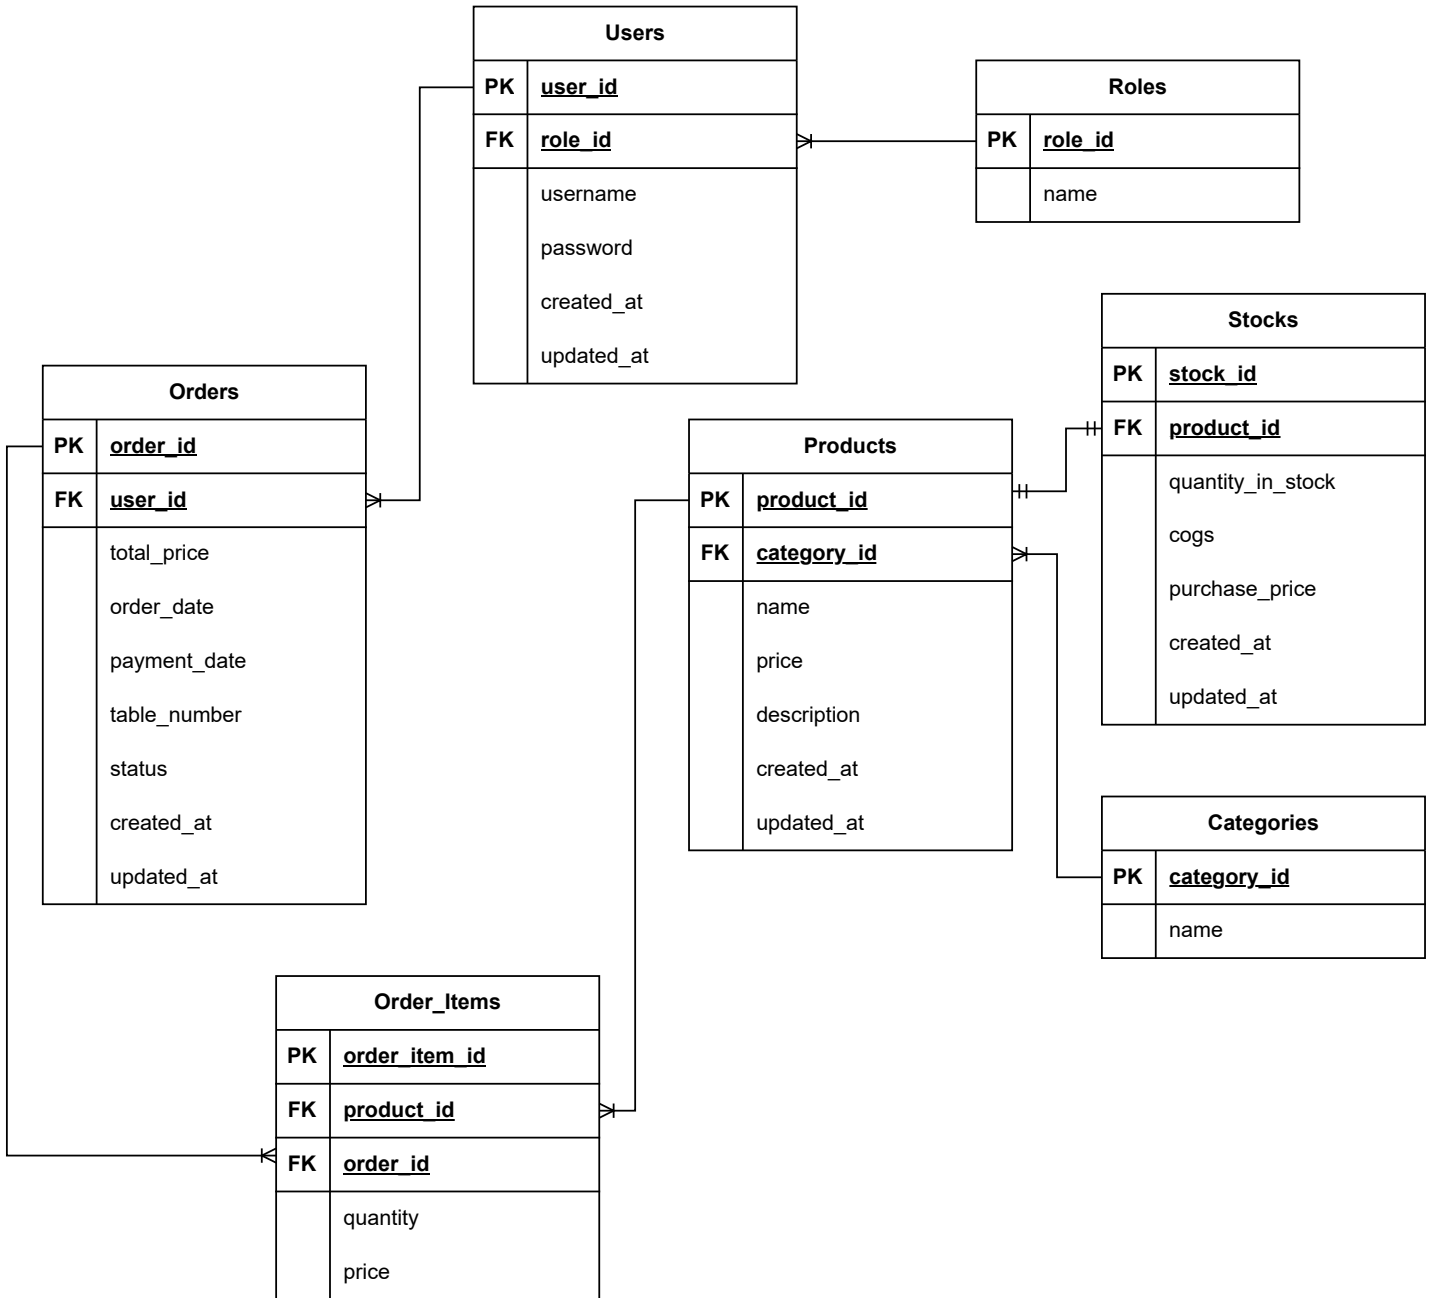 Users
PK user_id
FK role_id
username
password
created_at
updated_at
Roles
PK role_id
name
Stocks
PK stock_id
FK product_id
quantity_in_stock
cogs
purchase_price
created_at
updated_at
Orders
PK order_id
FK user_id
total_price
order_date
payment_date
table_number
status
created_at
updated_at
Products
PK product_id
FK category_id
name
price
description
created_at
updated_at
Categories
PK category_id
name
Order_Items
PK order_item_id
FK product_id
FK order_id
quantity
price